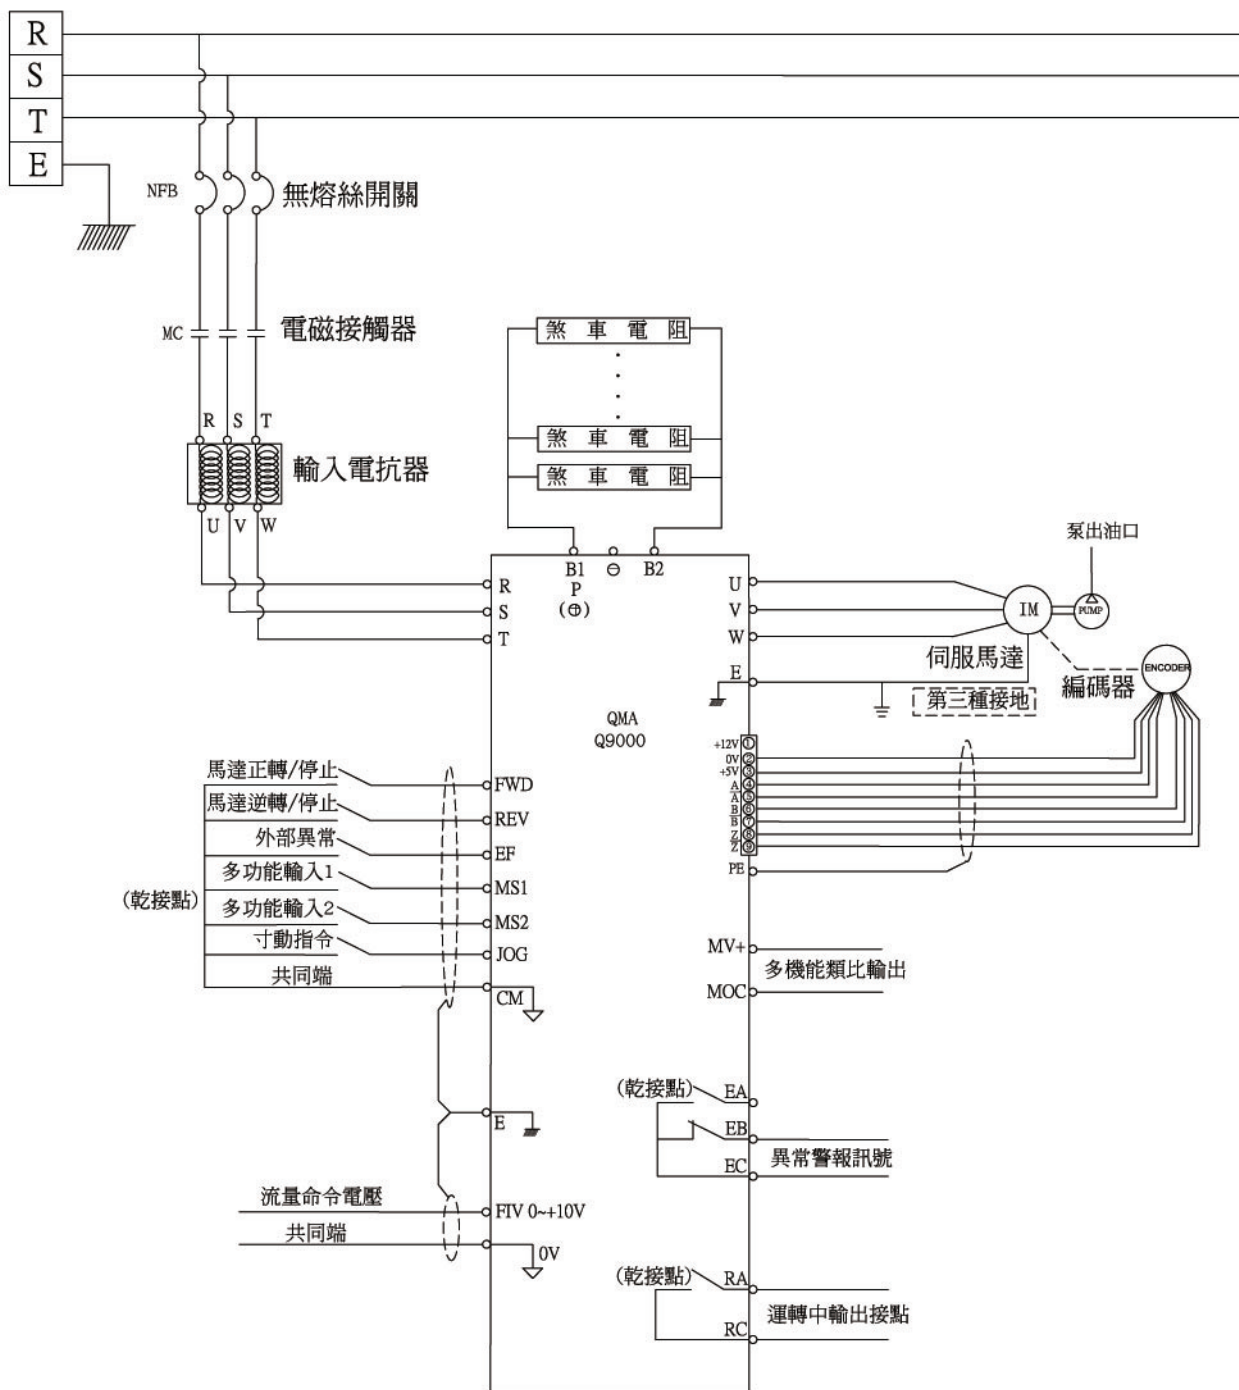 R
S
T
E
NFB
無熔絲開關
MC
電磁接觸器
R S T
輸入電抗器
U V W
煞車電阻
煞車電阻
煞車電阻
B1
P
(⊕)
⊖
B2
R
S
T
U
V
W
E
IM
PUMP
泵出油口
伺服馬達
第三種接地
編碼器
ENCODER
QMA
Q9000
+12V ①
0V ②
+5V ③
A ④
A̅ ⑤
B ⑥
B̅ ⑦
Z ⑧
Z̅ ⑨
PE
馬達正轉/停止
FWD
馬達逆轉/停止
REV
外部異常
EF
多功能輸入1
MS1
(乾接點)
多功能輸入2
MS2
寸動指令
JOG
共同端
CM
MV+
多機能類比輸出
MOC
E
(乾接點)
EA
EB
異常警報訊號
EC
流量命令電壓
FIV 0~+10V
共同端
0V
(乾接點)
RA
運轉中輸出接點
RC